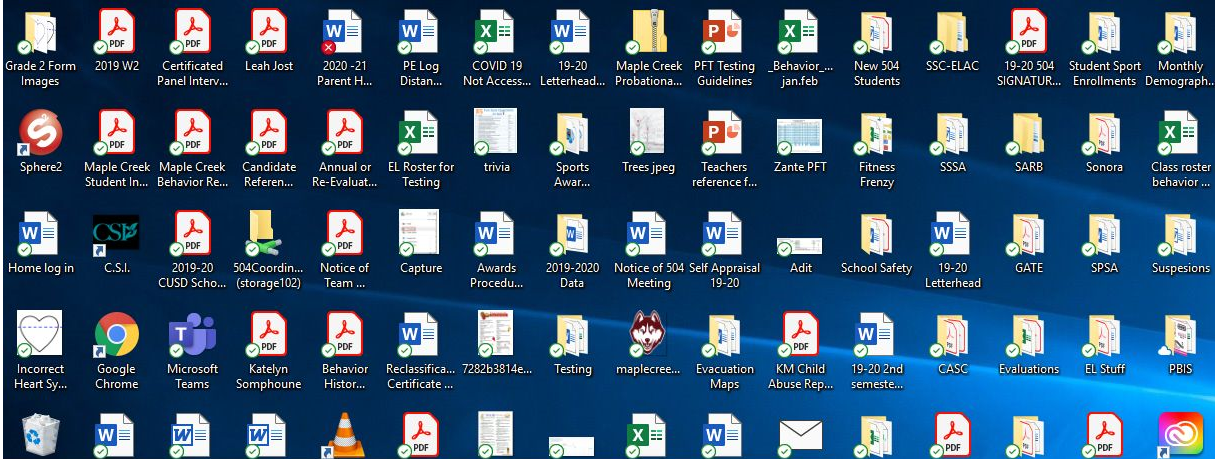 Grade 2 Form Images
2019 W2
Certificated Panel Interv...
Leah Jost
2020 -21 Parent H...
PE Log Distan...
COVID 19 Not Access...
19-20 Letterhead...
Maple Creek Probationa...
PFT Testing Guidelines
_Behavior_... jan.feb
New 504 Students
SSC-ELAC
19-20 504 SIGNATUR...
Student Sport Enrollments
Monthly Demograph...
Sphere2
Maple Creek Student In...
Maple Creek Behavior Re...
Candidate Referen...
Annual or Re-Evaluat...
EL Roster for Testing
trivia
Sports Awar...
Trees jpeg
Teachers reference f...
Zante PFT
Fitness Frenzy
SSSA
SARB
Sonora
Class roster behavior ...
Home log in
CSI
C.S.I.
2019-20 CUSD Scho...
504Coordin... (storage102)
Notice of Team ...
Capture
Awards Procedu...
2019-2020 Data
Notice of 504 Meeting
Self Appraisal 19-20
Adit
School Safety
19-20 Letterhead
GATE
SPSA
Suspesions
Incorrect Heart Sy...
Google Chrome
Microsoft Teams
Katelyn Somphoune
Behavior Histor...
Reclassifica... Certificate ...
7282b3814e...
Testing
maplecree...
Evacuation Maps
KM Child Abuse Rep...
19-20 2nd semeste...
CASC
Evaluations
EL Stuff
PBIS